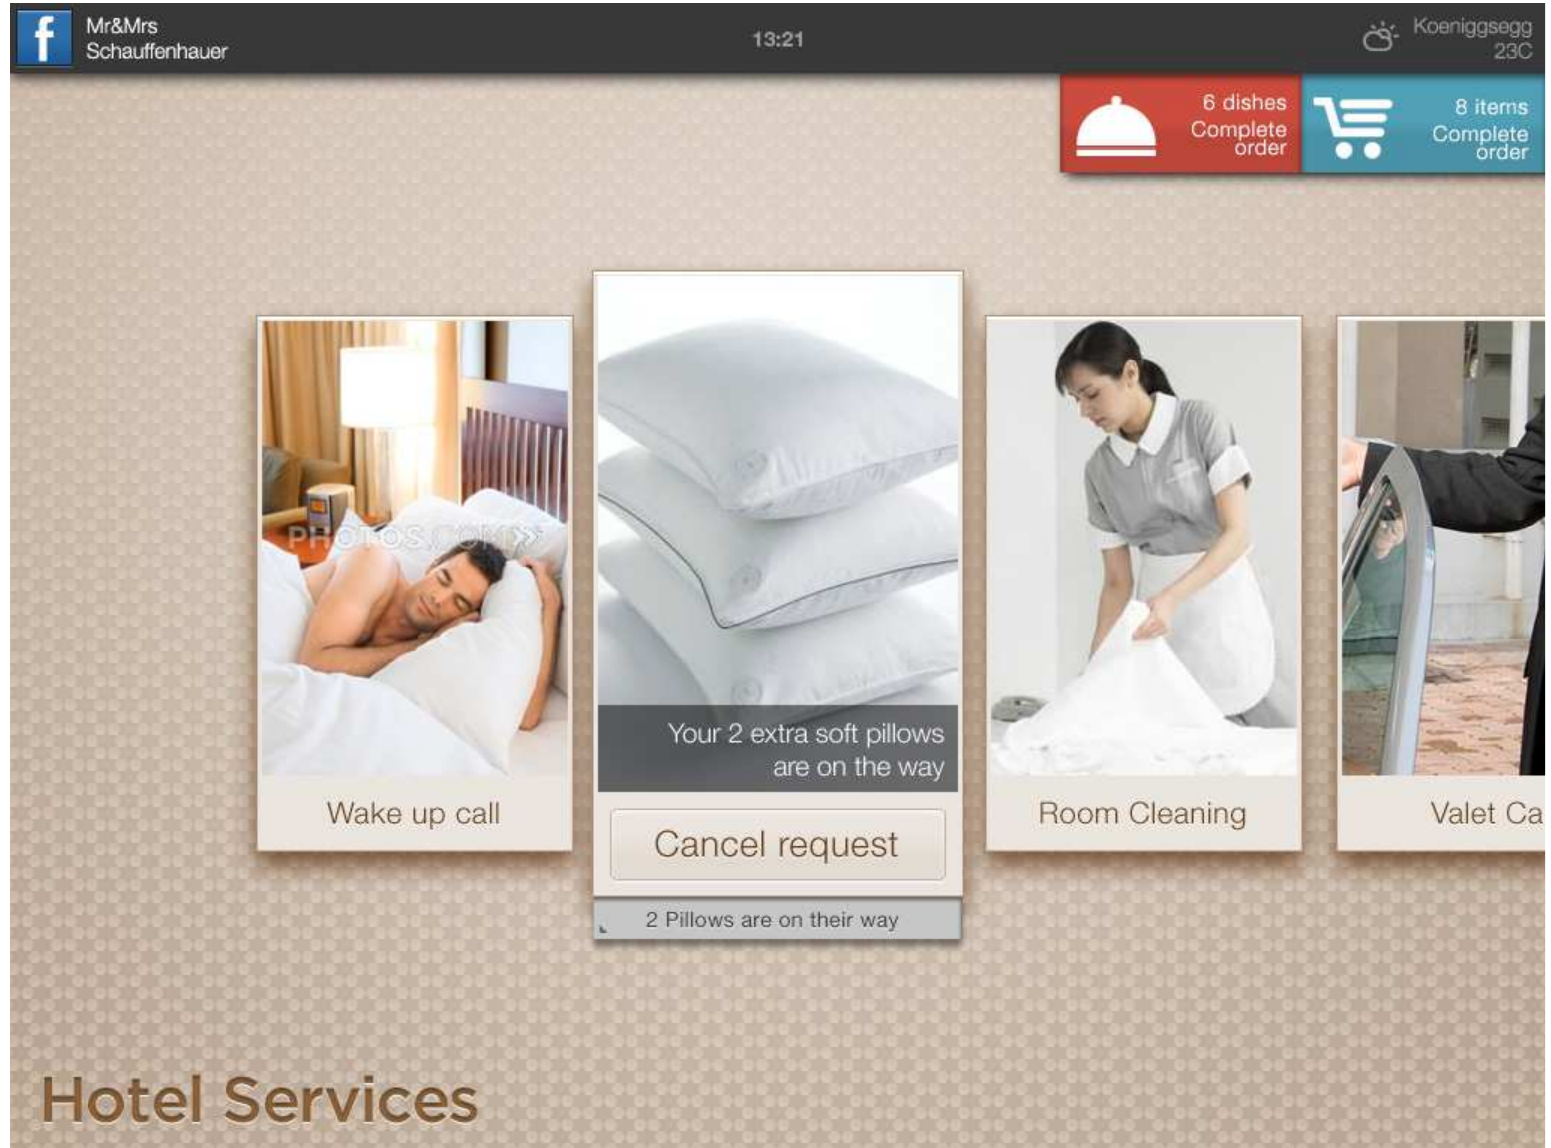 f
Mr&Mrs
Schauffenhauer
13:21
Koeniggsegg
23C
6 dishes
Complete
order
8 items
Complete
order
PHOTOS.COM»
Wake up call
Your 2 extra soft pillows
are on the way
Cancel request
2 Pillows are on their way
Room Cleaning
Valet Ca
Hotel Services